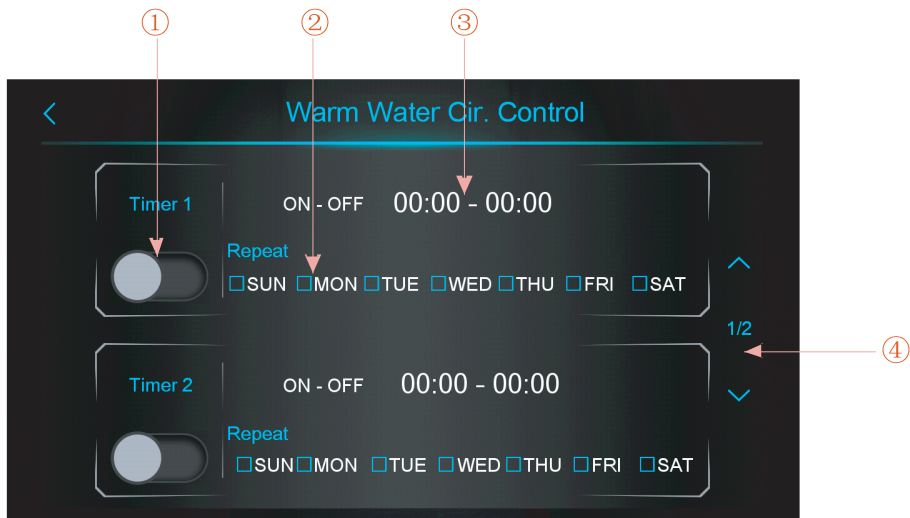 ① ② ③
Warm Water Cir. Control
Timer 1 ON - OFF 00:00 - 00:00
Repeat
SUN MON TUE WED THU FRI SAT
1/2
④
Timer 2 ON - OFF 00:00 - 00:00
Repeat
SUN MON TUE WED THU FRI SAT